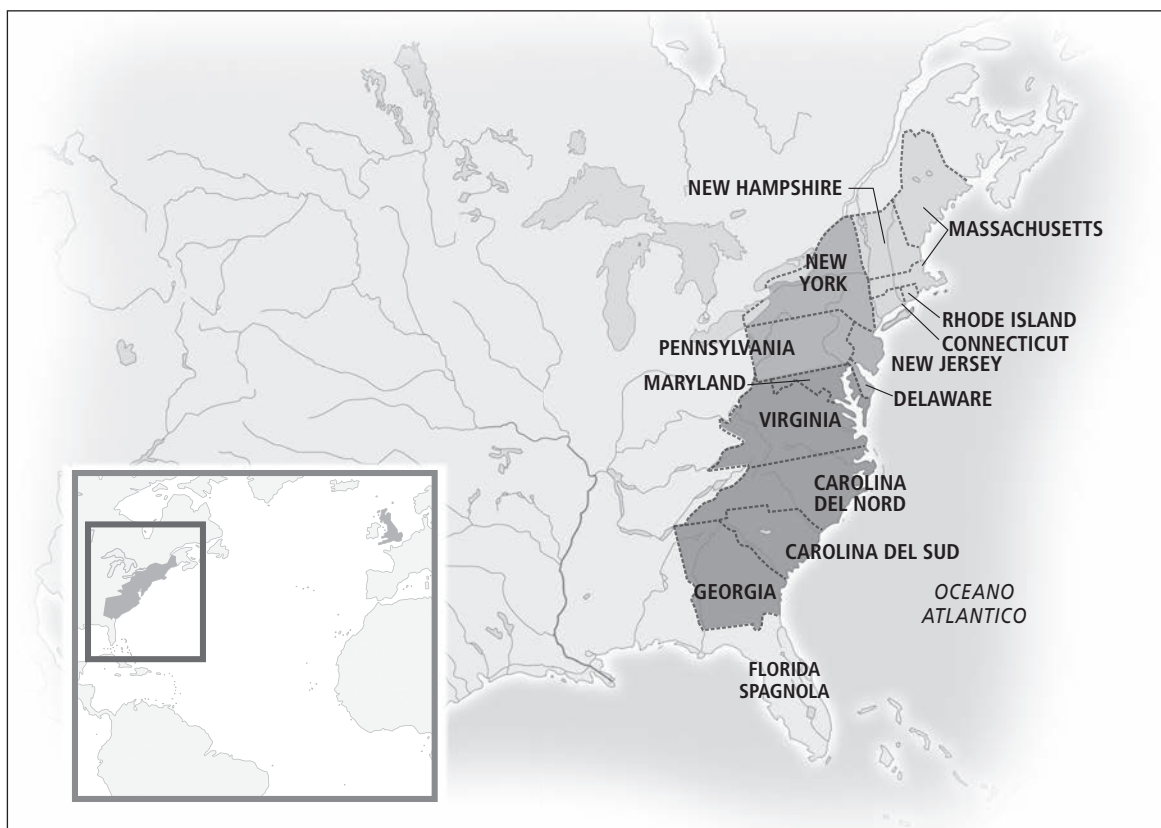 NEW HAMPSHIRE
MASSACHUSETTS
NEW
YORK
RHODE ISLAND
CONNECTICUT
PENNSYLVANIA
NEW JERSEY
MARYLAND
DELAWARE
VIRGINIA
CAROLINA
DEL NORD
CAROLINA DEL SUD
GEORGIA
OCEANO
ATLANTICO
FLORIDA
SPAGNOLA